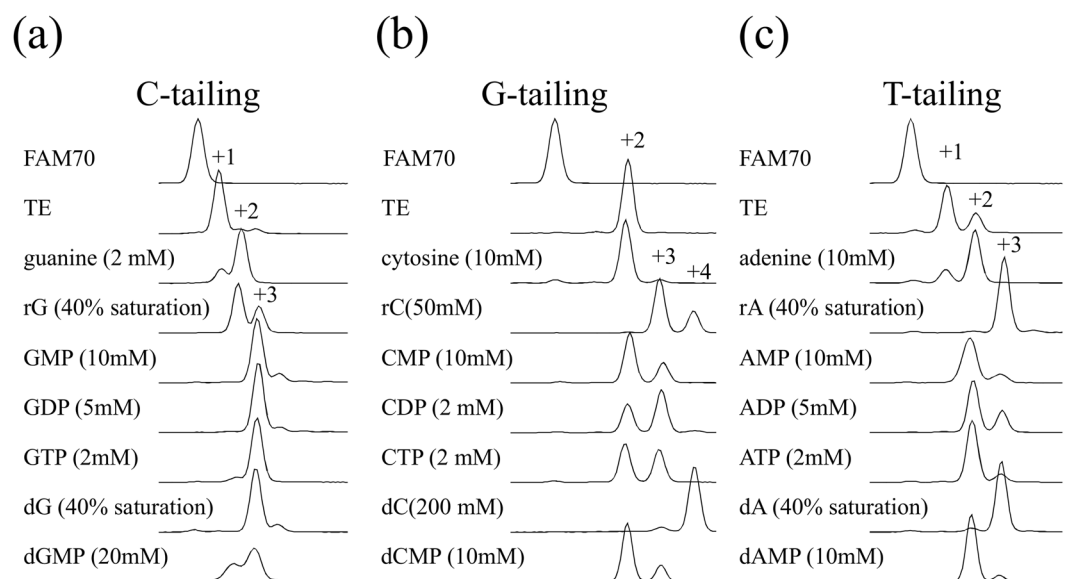 (a)
C-tailing
FAM70
+1
TE
+2
guanine (2 mM)
rG (40% saturation)
+3
GMP (10mM)
GDP (5mM)
GTP (2mM)
dG (40% saturation)
dGMP (20mM)
(b)
G-tailing
FAM70
+2
TE
cytosine (10mM)
+3
+4
rC(50mM)
CMP (10mM)
CDP (2 mM)
CTP (2 mM)
dC(200 mM)
dCMP (10mM)
(c)
T-tailing
FAM70
+1
TE
+2
adenine (10mM)
+3
rA (40% saturation)
AMP (10mM)
ADP (5mM)
ATP (2mM)
dA (40% saturation)
dAMP (10mM)